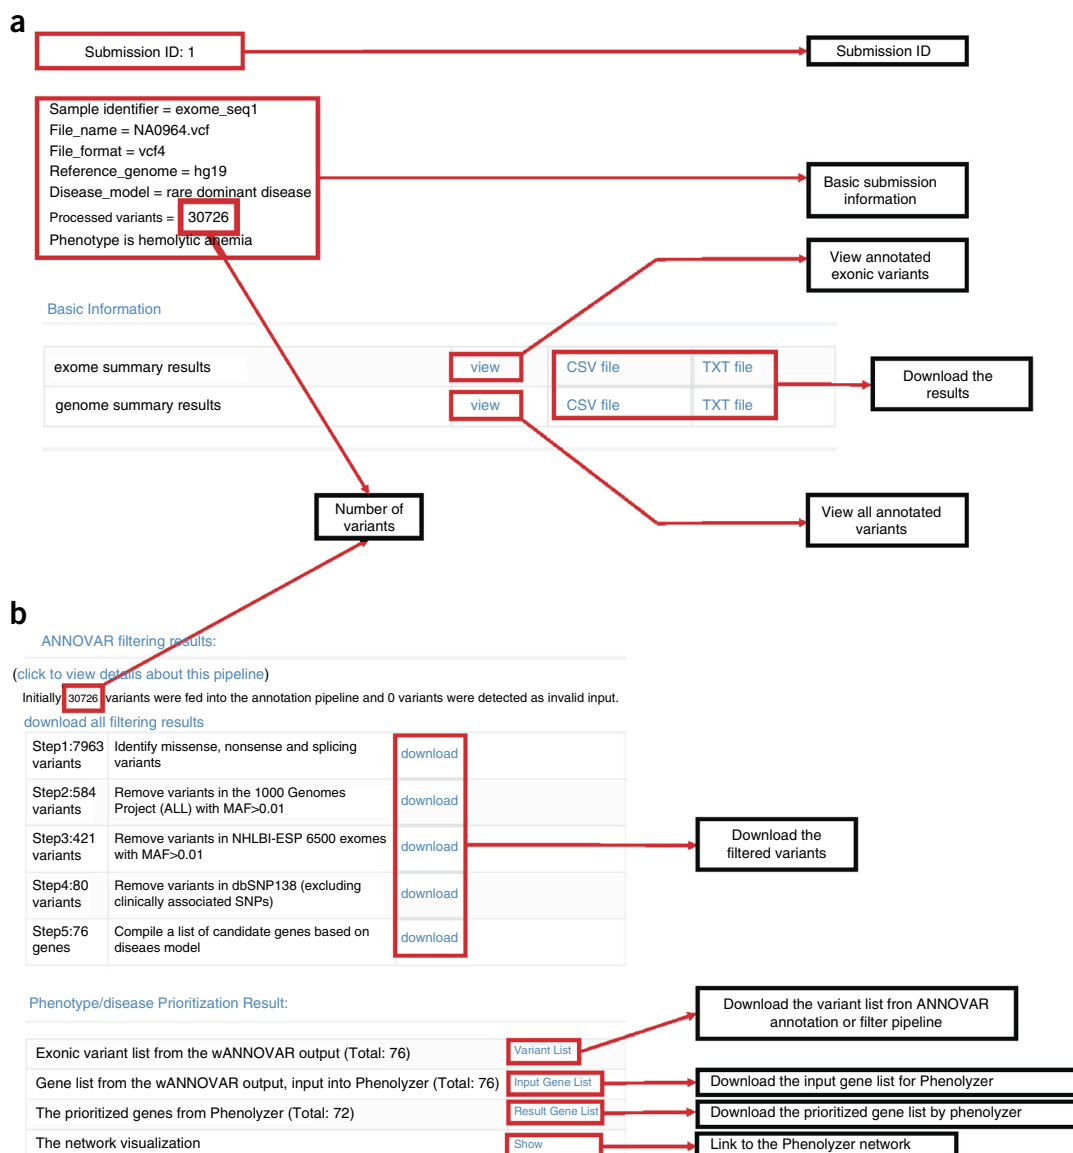 a
Submission ID: 1
Submission ID
Sample identifier = exome_seq1
File_name = NA0964.vcf
File_format = vcf4
Reference_genome = hg19
Disease_model = rare dominant disease
Processed variants = 30726
Phenotype is hemolytic anemia
Basic submission
information
View annotated
exonic variants
Basic Information
exome summary results view CSV file TXT file
genome summary results view CSV file TXT file
Download the
results
Number of
variants
View all annotated
variants
b
ANNOVAR filtering results:
(click to view details about this pipeline)
Initially 30726 variants were fed into the annotation pipeline and 0 variants were detected as invalid input.
download all filtering results
Step1:7963 Identify missense, nonsense and splicing download
variants variants
Step2:584 Remove variants in the 1000 Genomes download
variants Project (ALL) with MAF>0.01
Step3:421 Remove variants in NHLBI-ESP 6500 exomes download
variants with MAF>0.01
Step4:80 Remove variants in dbSNP138 (excluding download
variants clinically associated SNPs)
Step5:76 Compile a list of candidate genes based on download
genes diseaes model
Download the
filtered variants
Phenotype/disease Prioritization Result:
Download the variant list fron ANNOVAR
annotation or filter pipeline
Exonic variant list from the wANNOVAR output (Total: 76) Variant List
Gene list from the wANNOVAR output, input into Phenolyzer (Total: 76) Input Gene List Download the input gene list for Phenolyzer
The prioritized genes from Phenolyzer (Total: 72) Result Gene List Download the prioritized gene list by phenolyzer
The network visualization Show Link to the Phenolyzer network